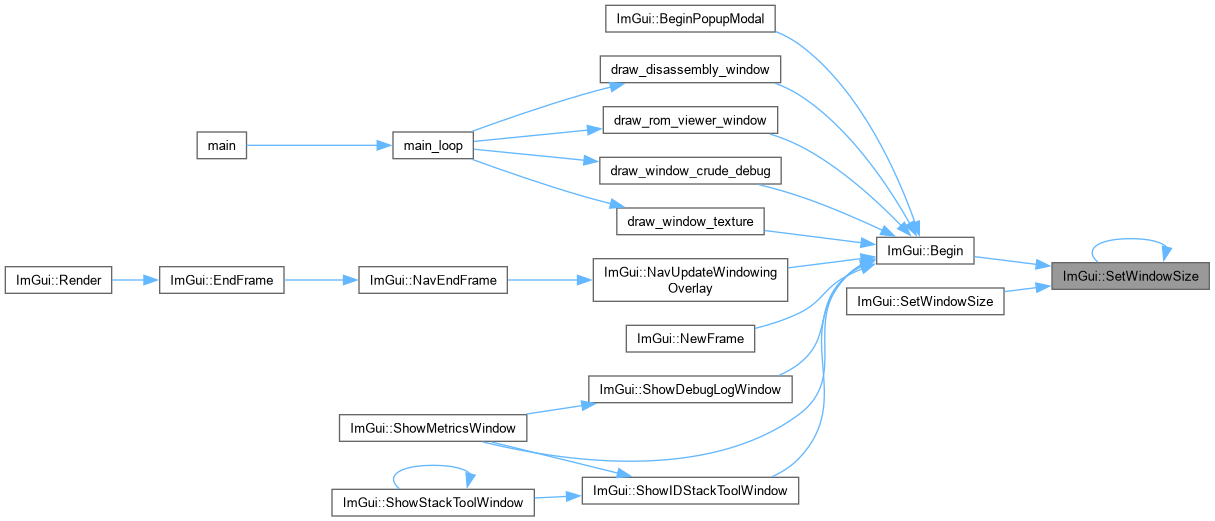 ImGui::BeginPopupModal
draw_disassembly_window
draw_rom_viewer_window
main
main_loop
draw_window_crude_debug
draw_window_texture
ImGui::Begin
ImGui::Render
ImGui::EndFrame
ImGui::NavEndFrame
ImGui::NavUpdateWindowing
Overlay
ImGui::SetWindowSize
ImGui::SetWindowSize
ImGui::NewFrame
ImGui::ShowDebugLogWindow
ImGui::ShowMetricsWindow
ImGui::ShowIDStackToolWindow
ImGui::ShowStackToolWindow